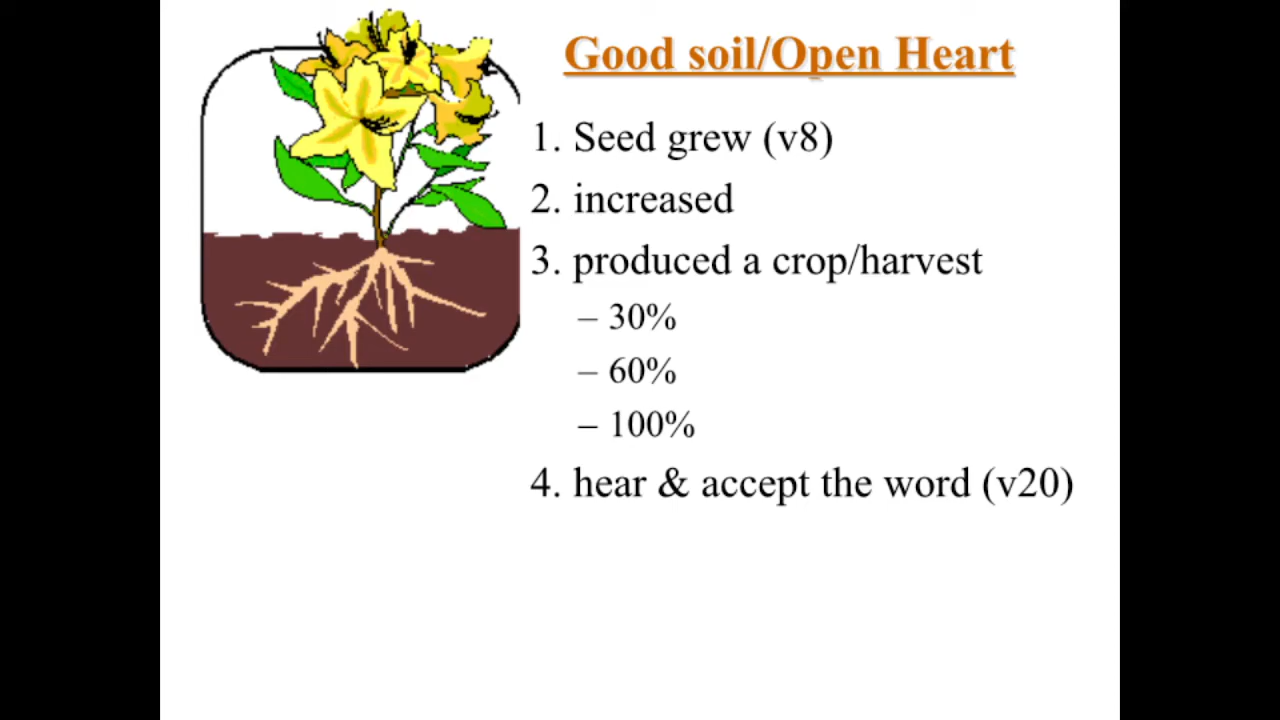 Good soil/Open Heart
1. Seed grew (v8)
2. increased
3. produced a crop/harvest
– 30%
– 60%
– 100%
4. hear & accept the word (v20)